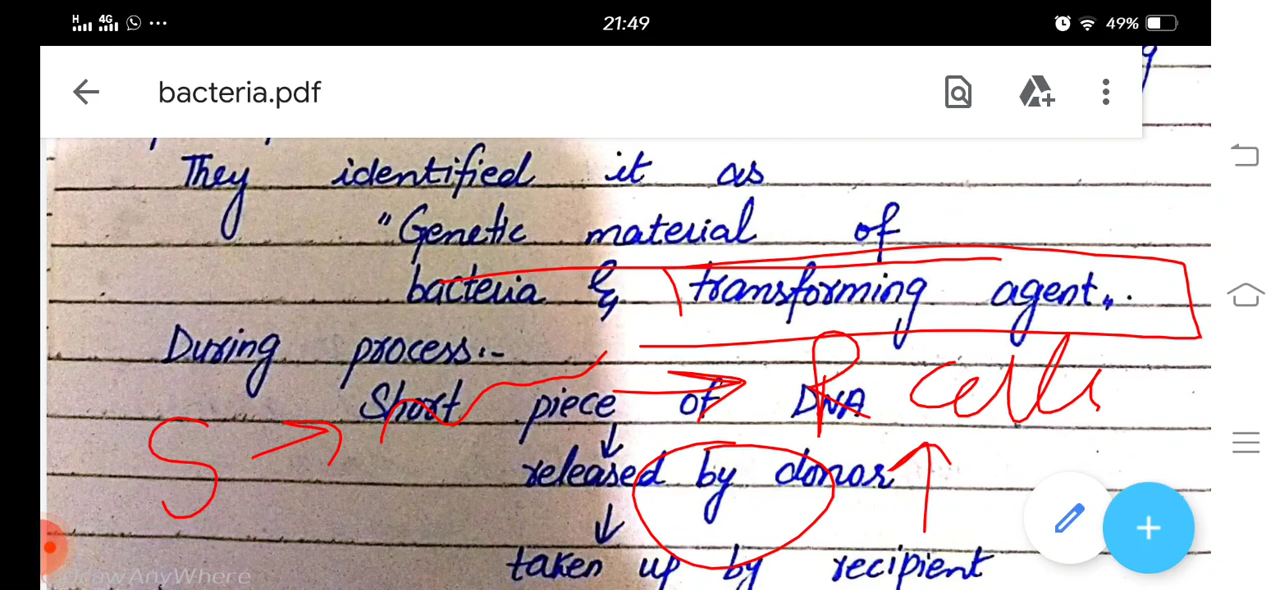 H 4G 21:49 49%
bacteria.pdf
They identified it as
"Genetic material of
bacteria & transforming agent".
During process:-
Short piece of DNA
R cells
S
released by donor
taken up by recipient
DrawAnyWhere